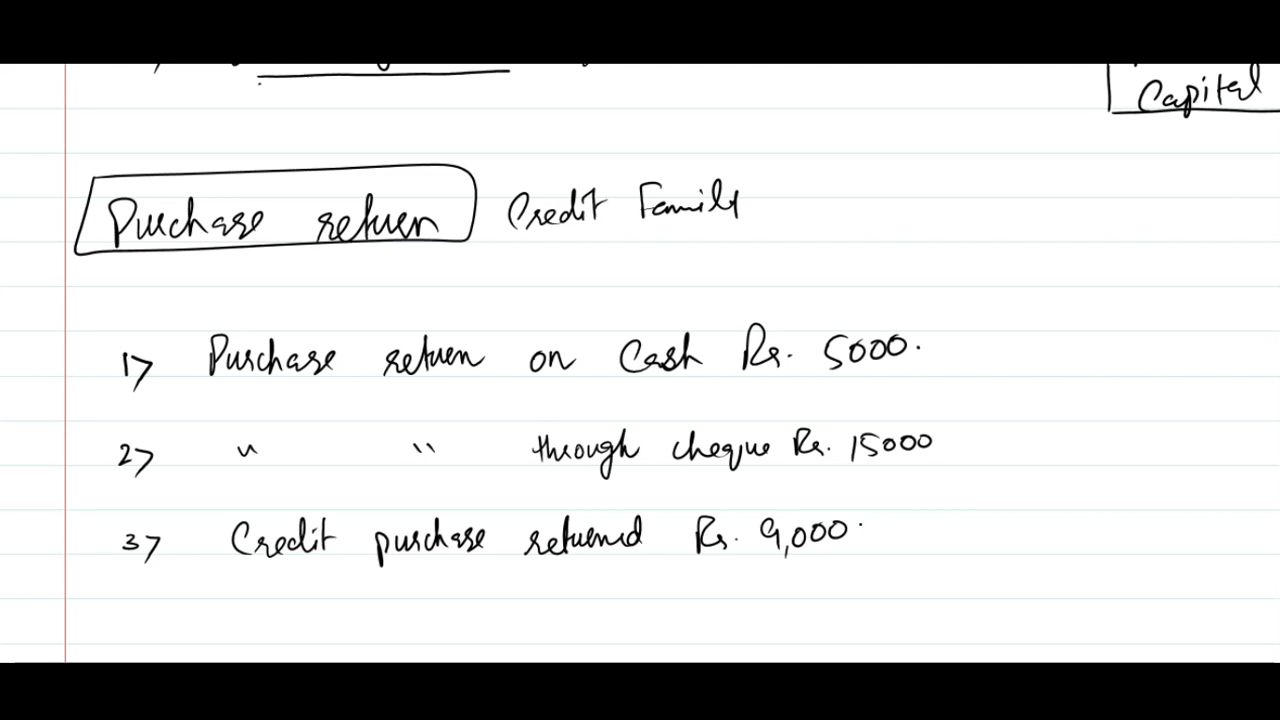 Capital
Purchase return Credit Family
1> Purchase return on Cash Rs. 5000.
2> " " through cheque Rs. 15000
3> Credit purchase returned Rs. 9,000.